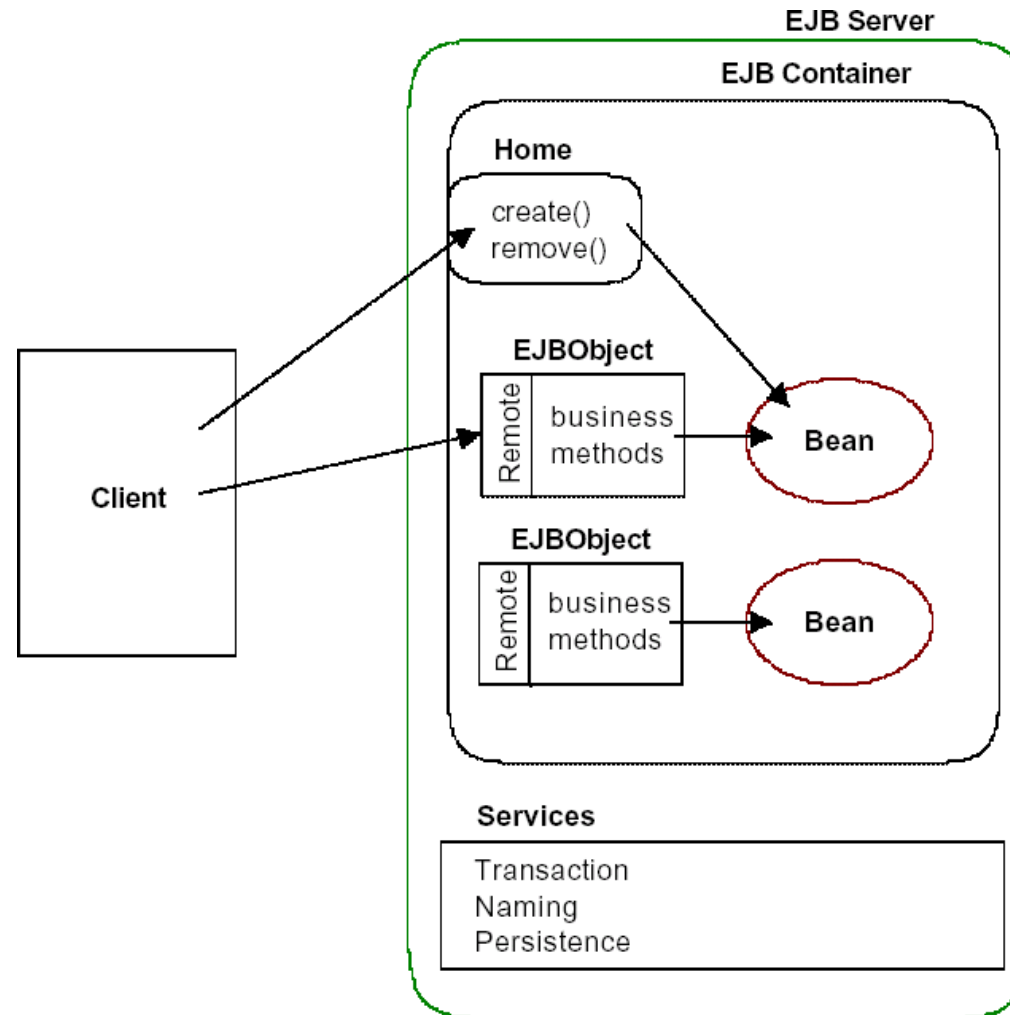 EJB Server
EJB Container
Home
create()
remove()
EJBObject
Remote
business
methods
Bean
Client
EJBObject
Remote
business
methods
Bean
Services
Transaction
Naming
Persistence